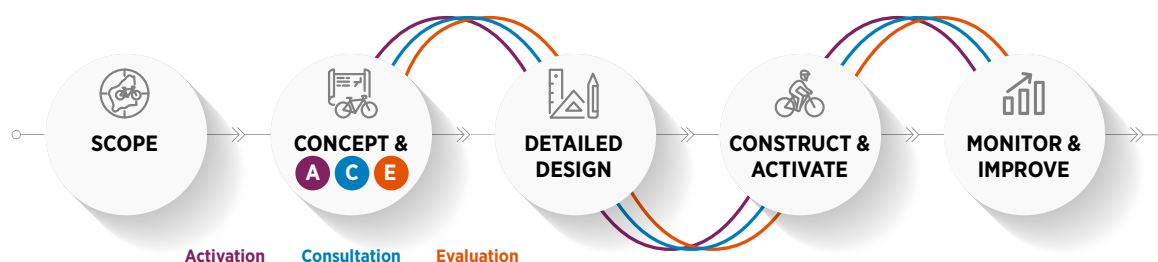 SCOPE
CONCEPT &
A C E
DETAILED
DESIGN
CONSTRUCT &
ACTIVATE
MONITOR &
IMPROVE
Activation Consultation Evaluation